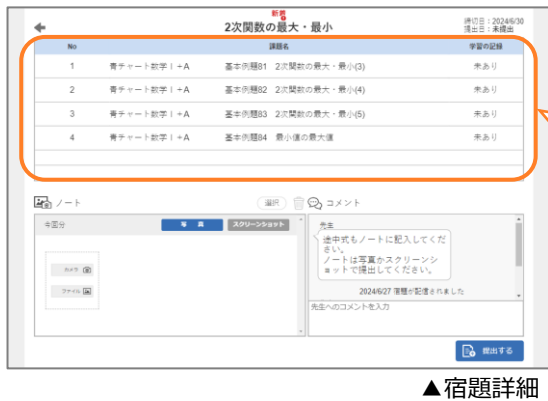 新着
2次関数の最大・最小
締切日：2024/6/30
提出日：未提出
No 課題名 学習の記録
1 青チャート数学Ⅰ+A 基本例題81 2次関数の最大・最小(3) 未あり
2 青チャート数学Ⅰ+A 基本例題82 2次関数の最大・最小(4) 未あり
3 青チャート数学Ⅰ+A 基本例題83 2次関数の最大・最小(5) 未あり
4 青チャート数学Ⅰ+A 基本例題84 最小値の最大値 未あり
ノート 選択 コメント
今回分 写 真 スクリーンショット
カメラ
ファイル
先生
途中式もノートに記入してくだ
さい。
ノートは写真かスクリーンシ
ョットで提出してください。
2024/6/27 宿題が配信されました
先生へのコメントを入力
提出する
▲宿題詳細